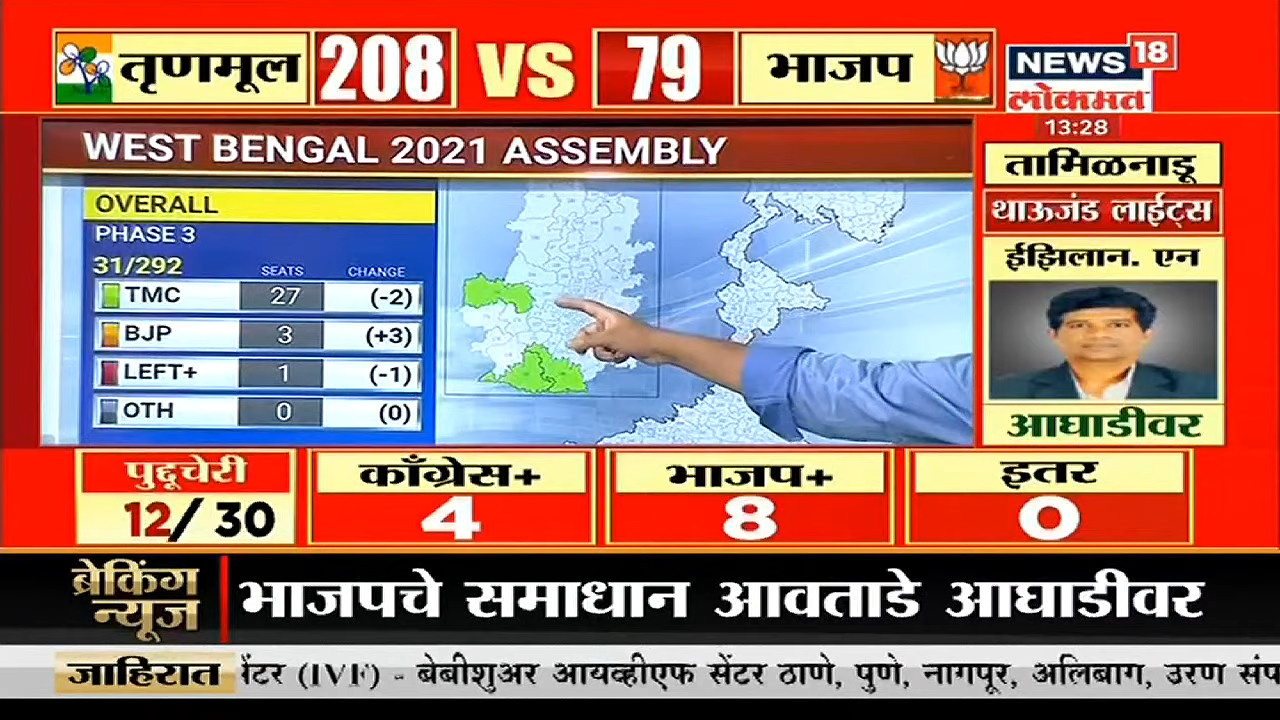 तृणमूल 208 VS 79 भाजप
NEWS 18
लोकमत
13:28
WEST BENGAL 2021 ASSEMBLY
OVERALL
PHASE 3
31/292 SEATS CHANGE
TMC 27 (-2)
BJP 3 (+3)
LEFT+ 1 (-1)
OTH 0 (0)
तामिळनाडू
थाऊजंड लाईट्स
ईझिलान. एन
आघाडीवर
पुद्दूचेरी काँग्रेस+ भाजप+ इतर
12/30 4 8 0
ब्रेकिंग न्यूज
भाजपचे समाधान आवताडे आघाडीवर
जाहिरात सेंटर (IVF) - बेबीशुअर आयव्हीएफ सेंटर ठाणे, पुणे, नागपूर, अलिबाग, उरण संप